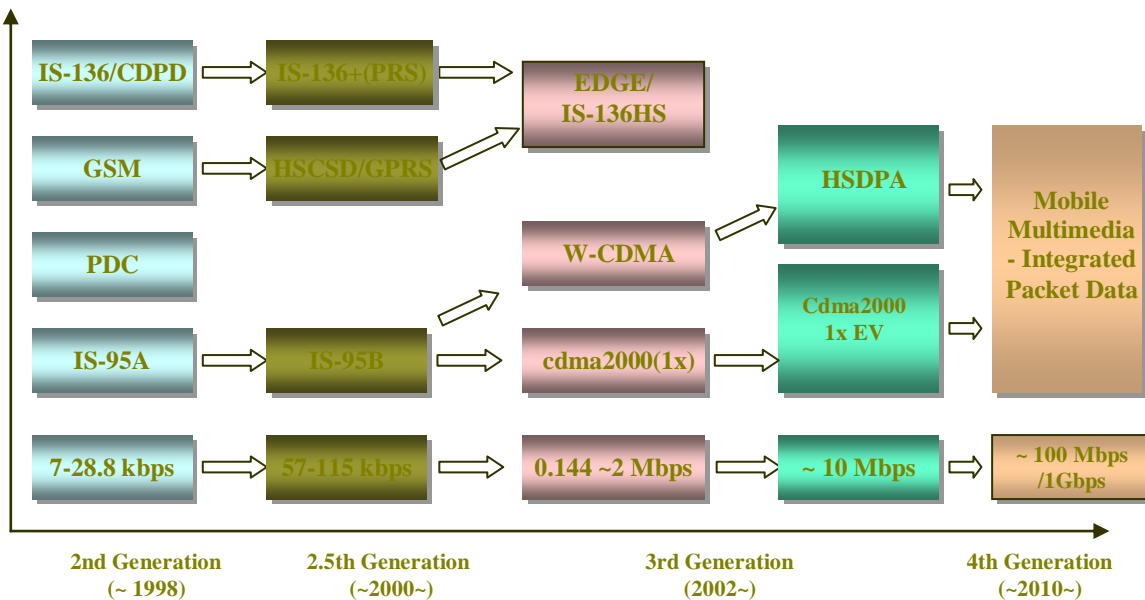 IS-136/CDPD
IS-136+(PRS)
EDGE/
IS-136HS
GSM
HSCSD/GPRS
HSDPA
Mobile
Multimedia
- Integrated
Packet Data
PDC
W-CDMA
Cdma2000
1x EV
IS-95A
IS-95B
cdma2000(1x)
7-28.8 kbps
57-115 kbps
0.144 ~2 Mbps
~ 10 Mbps
~ 100 Mbps
/1Gbps
2nd Generation
(~ 1998)
2.5th Generation
(~2000~)
3rd Generation
(2002~)
4th Generation
(~2010~)